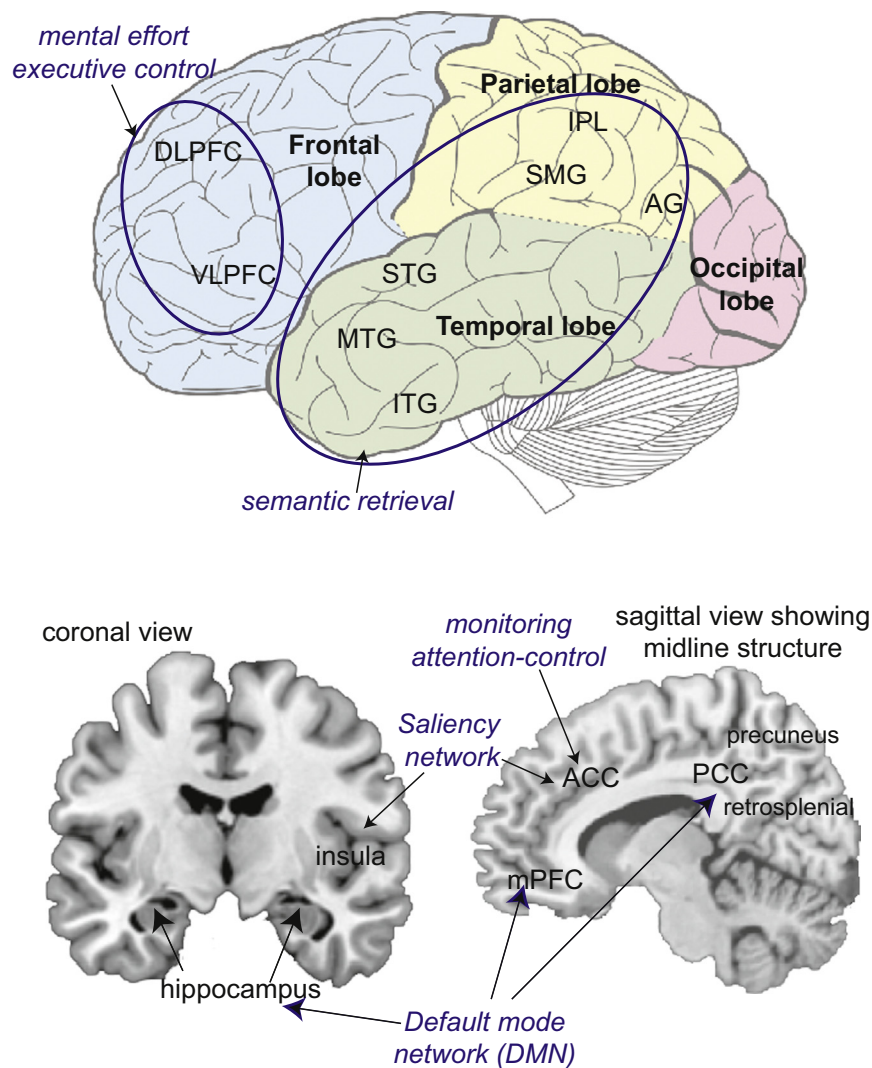 mental effort
executive control
Parietal lobe
IPL
DLPFC
Frontal
lobe
SMG
AG
VLPFC
STG
Occipital
lobe
MTG
Temporal lobe
ITG
semantic retrieval
coronal view
monitoring
attention-control
sagittal view showing
midline structure
Saliency
network
precuneus
ACC
PCC
retrosplenial
insula
mPFC
hippocampus
Default mode
network (DMN)